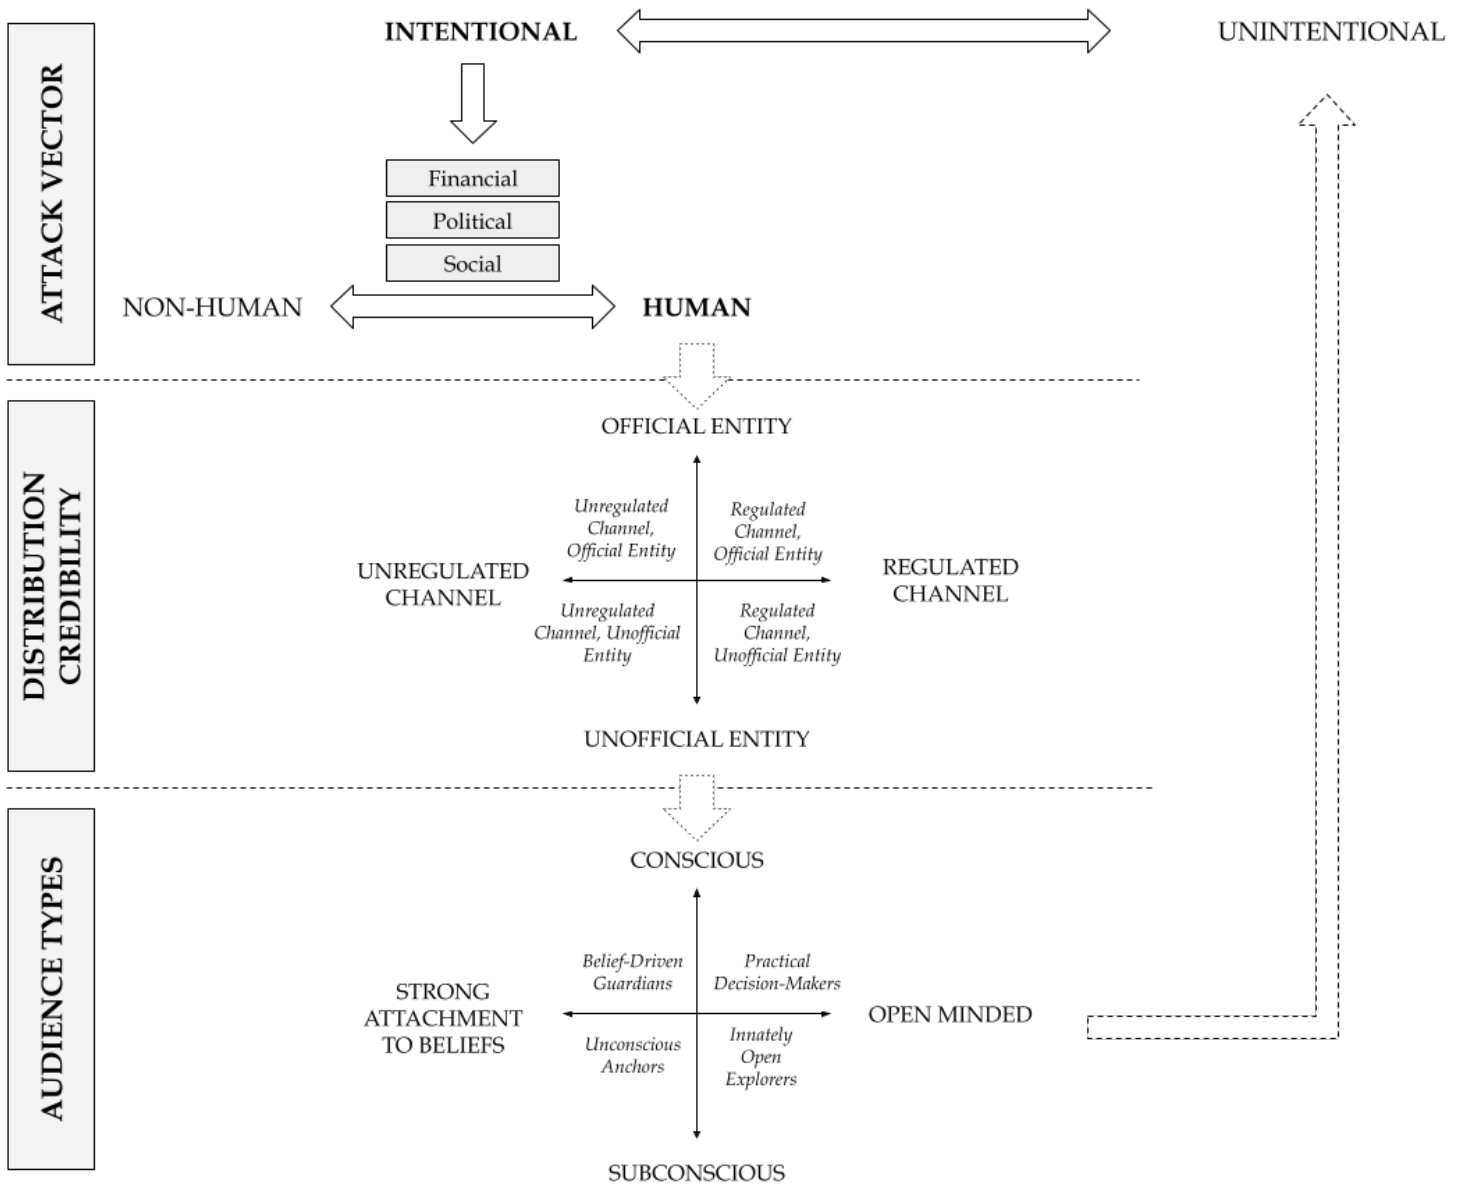 ATTACK VECTOR
INTENTIONAL
UNINTENTIONAL
Financial
Political
Social
NON-HUMAN
HUMAN
DISTRIBUTION
CREDIBILITY
OFFICIAL ENTITY
Unregulated
Channel,
Official Entity
Regulated
Channel,
Official Entity
UNREGULATED
CHANNEL
REGULATED
CHANNEL
Unregulated
Channel, Unofficial
Entity
Regulated
Channel,
Unofficial Entity
UNOFFICIAL ENTITY
AUDIENCE TYPES
CONSCIOUS
Belief-Driven
Guardians
Practical
Decision-Makers
STRONG
ATTACHMENT
TO BELIEFS
OPEN MINDED
Unconscious
Anchors
Innately
Open
Explorers
SUBCONSCIOUS